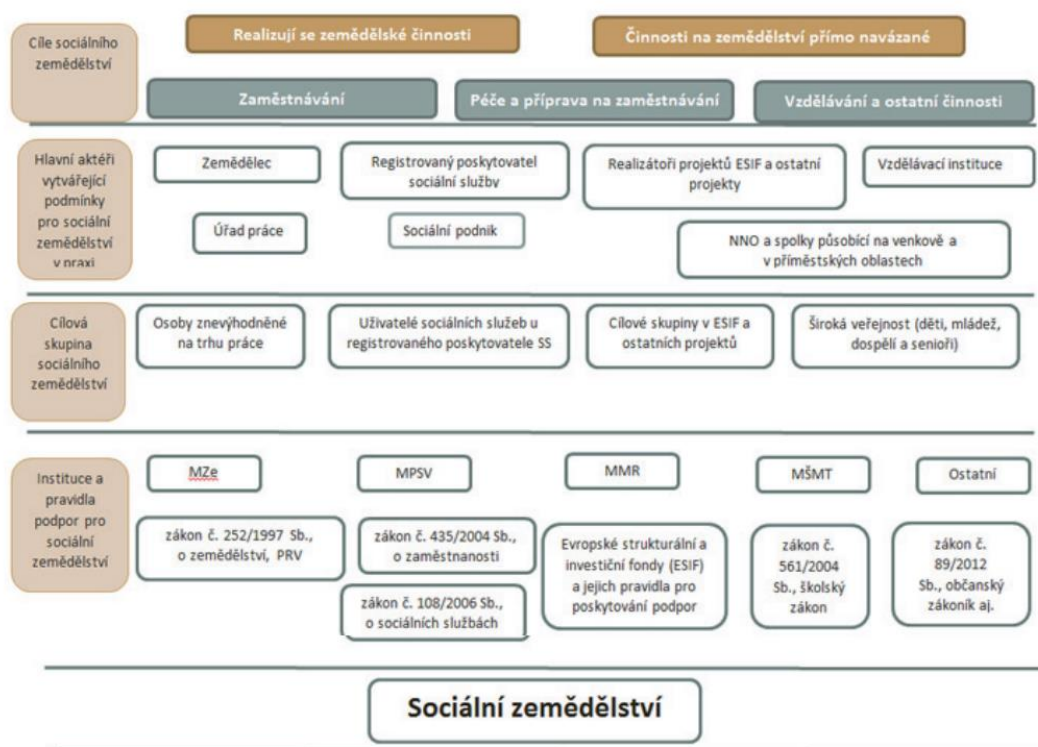 Cíle sociálního
zemědělství
Realizují se zemědělské činnosti
Činnosti na zemědělství přímo navázané
Zaměstnávání
Péče a příprava na zaměstnávání
Vzdělávání a ostatní činnosti
Hlavní aktéři
vytvářející
podmínky
pro sociální
zemědělství
v praxi
Zemědělec
Registrovaný poskytovatel
sociální služby
Realizátoři projektů ESIF a ostatní
projekty
Vzdělávací instituce
Úřad práce
Sociální podnik
NNO a spolky působící na venkově a
v příměstských oblastech
Cílová
skupina
sociálního
zemědělství
Osoby znevýhodněné
na trhu práce
Uživatelé sociálních služeb u
registrovaného poskytovatele SS
Cílové skupiny v ESIF a
ostatních projektů
Široká veřejnost (děti, mládež,
dospělí a senioři)
Instituce a
pravidla
podpor pro
sociální
zemědělství
MZe
MPSV
MMR
MŠMT
Ostatní
zákon č. 252/1997 Sb.,
o zemědělství, PRV
zákon č. 435/2004 Sb.,
o zaměstnanosti
zákon č. 108/2006 Sb.,
o sociálních službách
Evropské strukturální a
investiční fondy (ESIF)
a jejich pravidla pro
poskytování podpor
zákon č.
561/2004
Sb., školský
zákon
zákon č.
89/2012
Sb., občanský
zákoník aj.
Sociální zemědělství